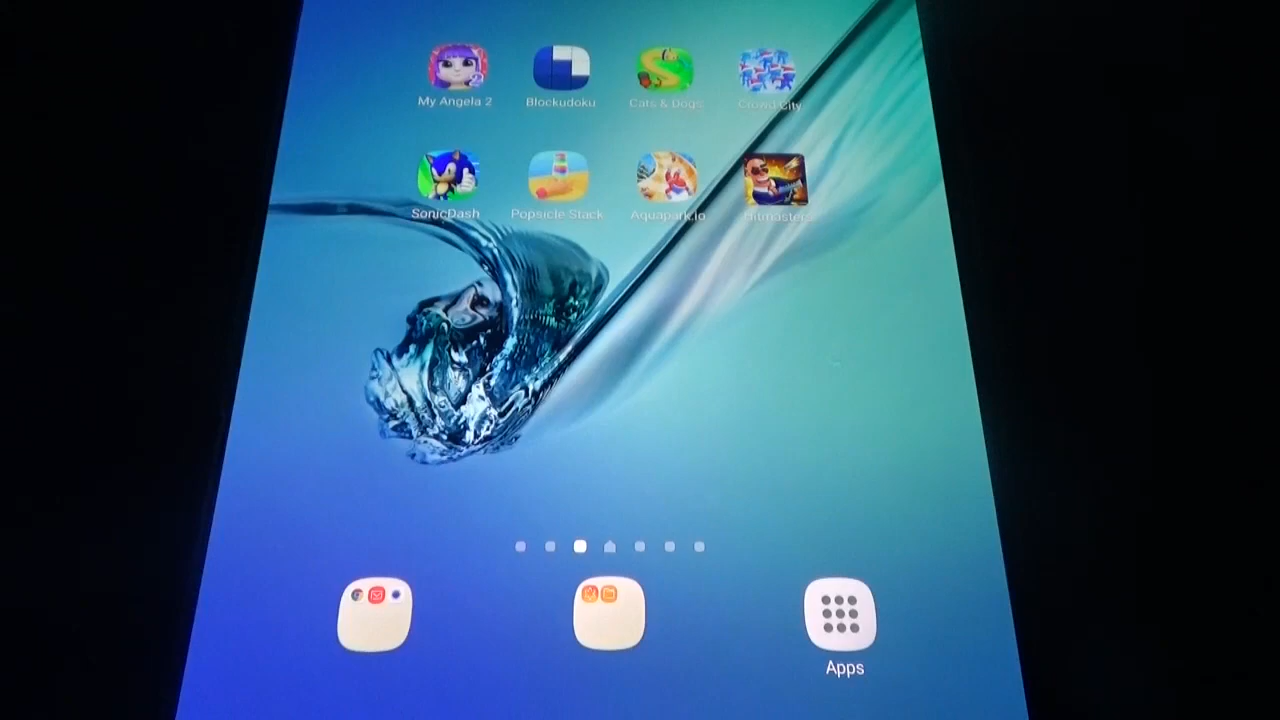 My Angela 2
Blockudoku
Cats & Dogs
Crowd City
SonicDash
Popsicle Stack
Aquapark.io
Hitmasters
Apps